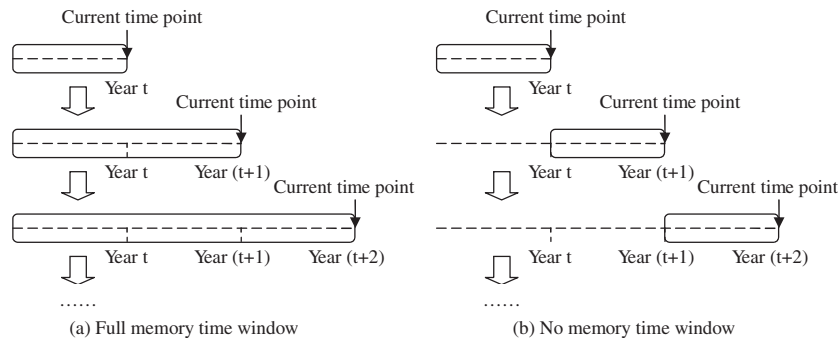 Current time point
Year t
Current time point
Year t
Year (t+1)
Current time point
Year t
Year (t+1)
Year (t+2)
......
(a) Full memory time window
Current time point
Year t
Current time point
Year t
Year (t+1)
Current time point
Year t
Year (t+1)
Year (t+2)
......
(b) No memory time window